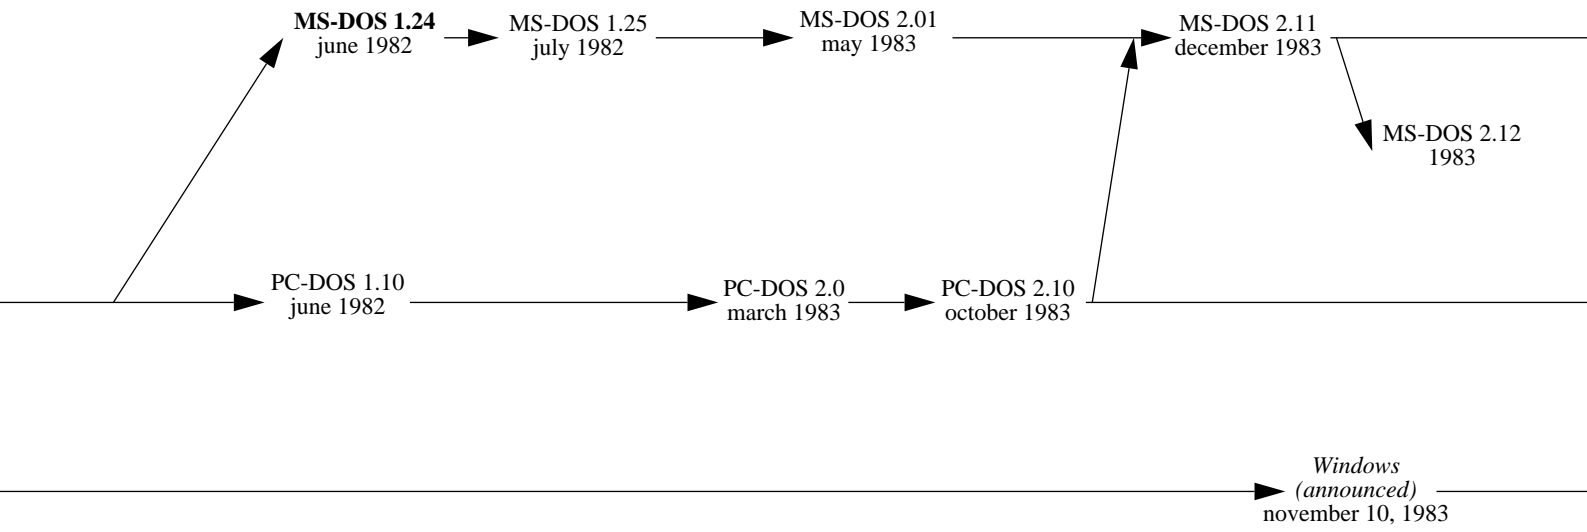 MS-DOS 1.24
june 1982
MS-DOS 1.25
july 1982
MS-DOS 2.01
may 1983
MS-DOS 2.11
december 1983
MS-DOS 2.12
1983
PC-DOS 1.10
june 1982
PC-DOS 2.0
march 1983
PC-DOS 2.10
october 1983
Windows
(announced)
november 10, 1983